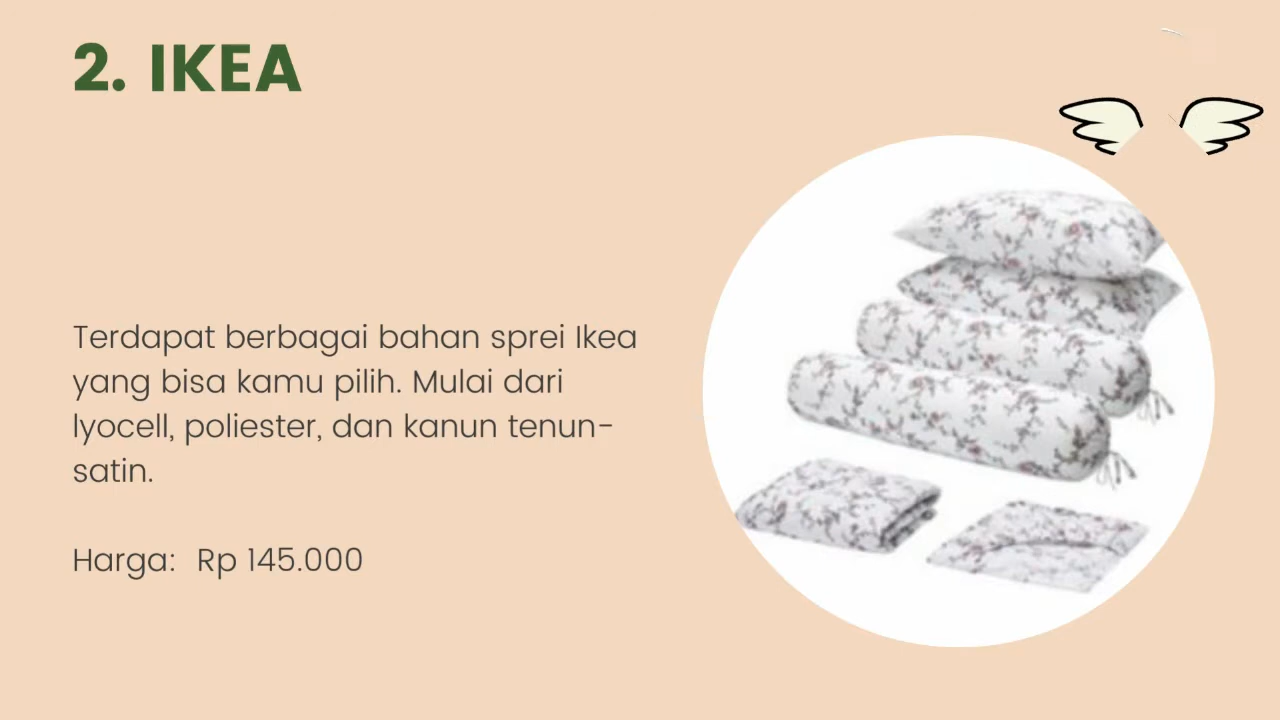 2. IKEA
Terdapat berbagai bahan sprei Ikea
yang bisa kamu pilih. Mulai dari
lyocell, poliester, dan kanun tenun-
satin.
Harga: Rp 145.000